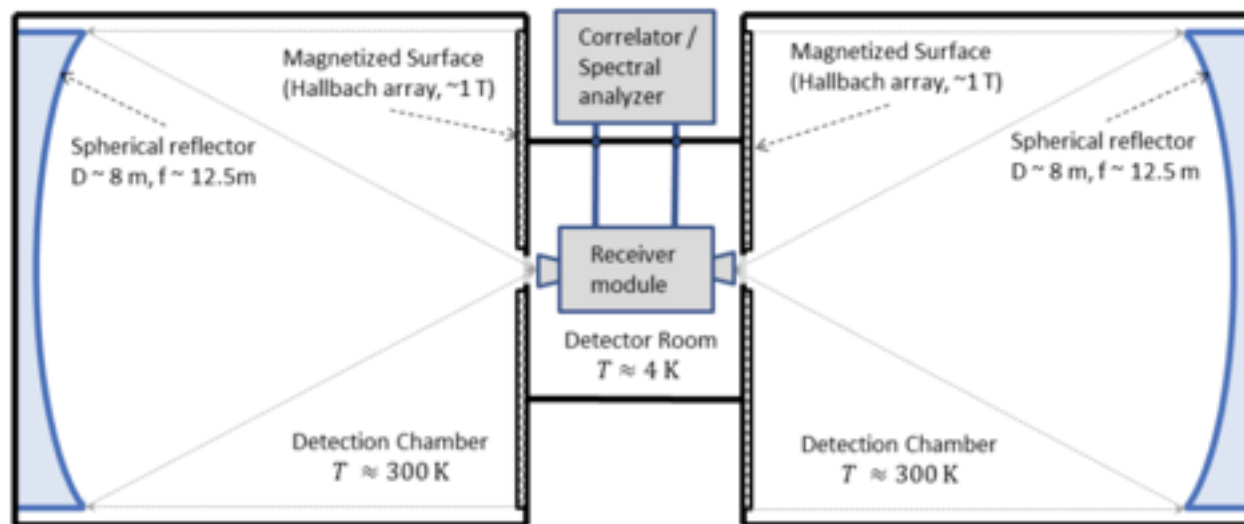 Magnetized Surface
(Hallbach array, ~1 T)
Spherical reflector
D ~ 8 m, f ~ 12.5m
Correlator /
Spectral
analyzer
Magnetized Surface
(Hallbach array, ~1 T)
Spherical reflector
D ~ 8 m, f ~ 12.5 m
Receiver
module
Detector Room
T ≈ 4 K
Detection Chamber
T ≈ 300 K
Detection Chamber
T ≈ 300 K